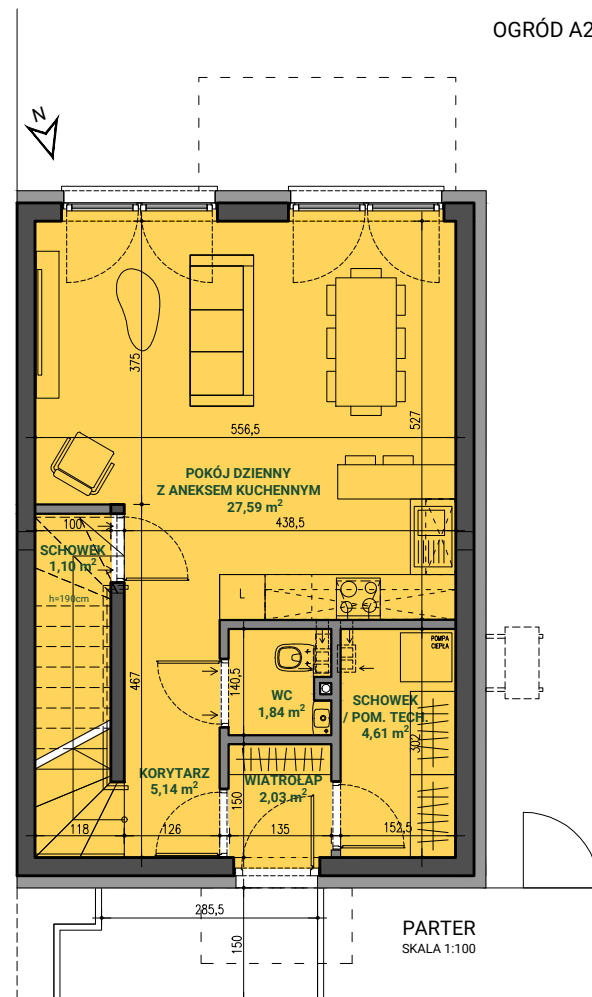 OGRÓD A2
N
375
527
556,5
POKÓJ DZIENNY
Z ANEKSEM KUCHENNYM
27,59 m²
100
438,5
SCHOWEK
1,10 m²
h=190cm
L
POMPA
CIEPŁA
467
140,5
WC
1,84 m²
SCHOWEK
/ POM. TECH.
4,61 m²
302
KORYTARZ
5,14 m²
WIATROŁAP
2,03 m²
150
118
126
135
152,5
285,5
150
PARTER
SKALA 1:100